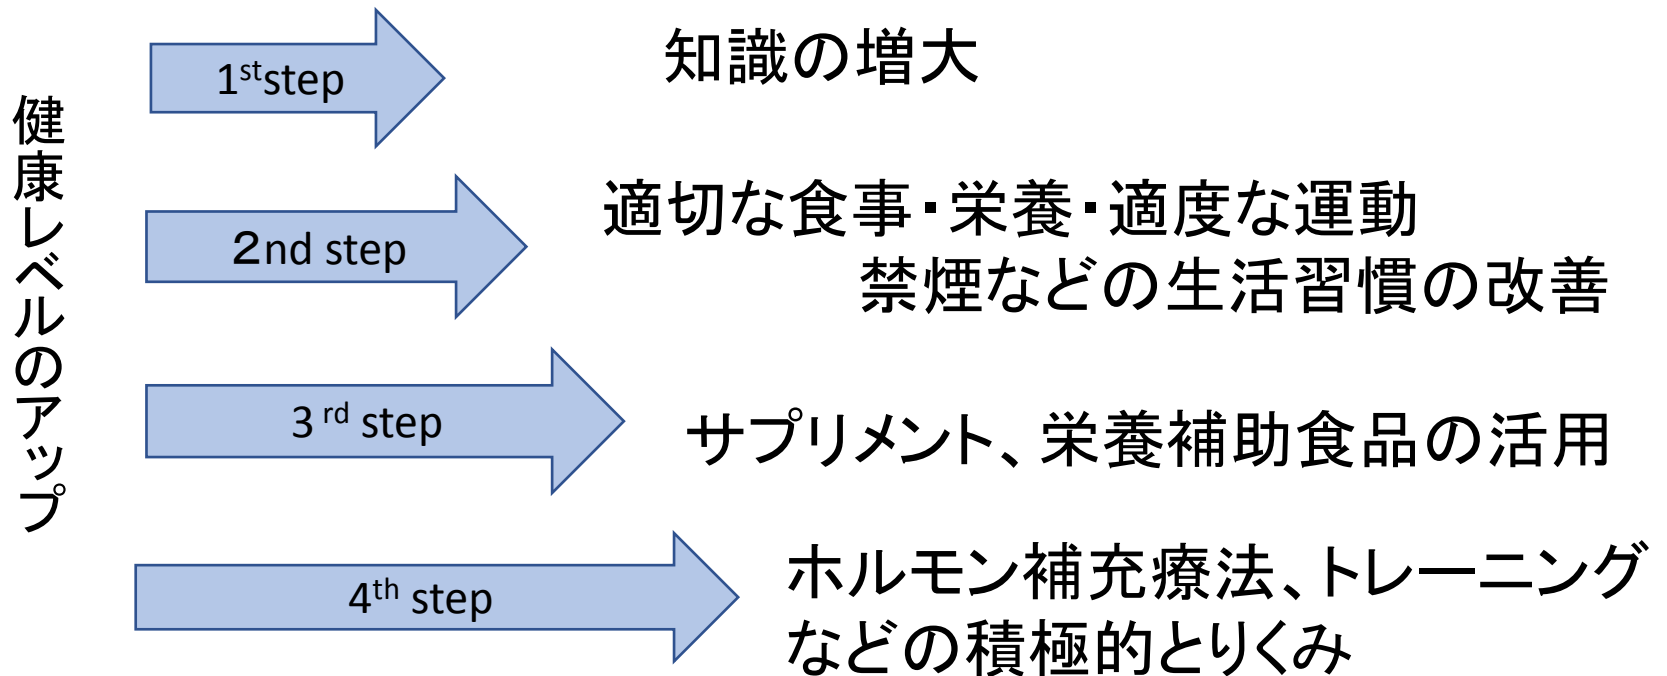 健康レベルのアップ
1ststep
知識の増大
２nd step
適切な食事・栄養・適度な運動
禁煙などの生活習慣の改善
3 rd step
サプリメント、栄養補助食品の活用
4th step
ホルモン補充療法、トレーニング
などの積極的とりくみ